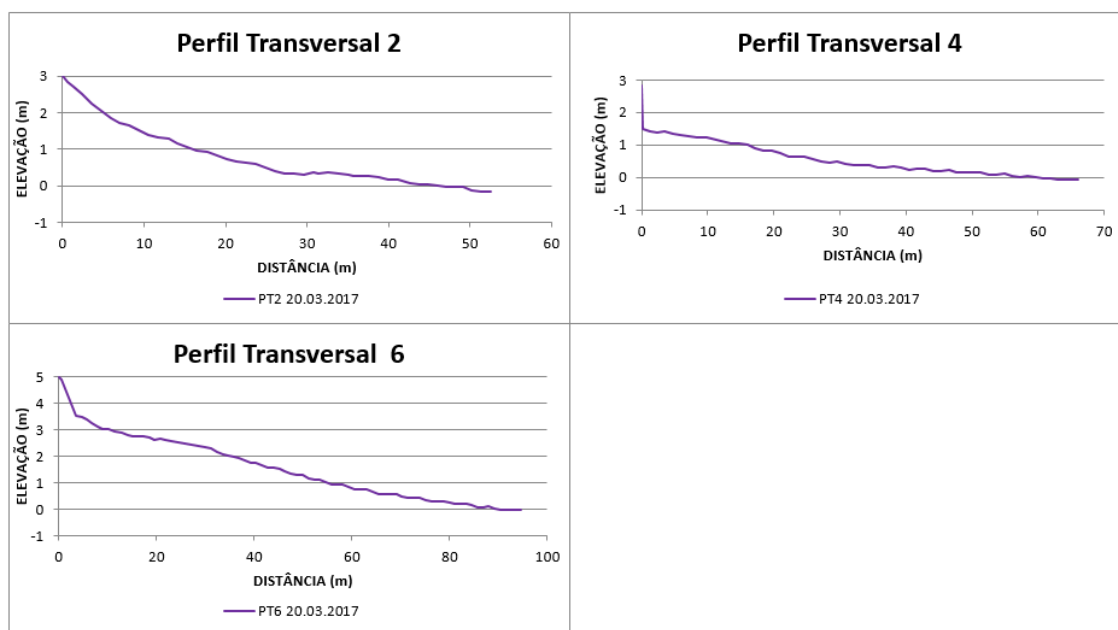 Perfil Transversal 2
ELEVAÇÃO (m)
3
2
1
0
-1
0 10 20 30 40 50 60
DISTÂNCIA (m)
PT2 20.03.2017
Perfil Transversal 4
ELEVAÇÃO (m)
3
2
1
0
-1
0 10 20 30 40 50 60 70
DISTÂNCIA (m)
PT4 20.03.2017
Perfil Transversal 6
ELEVAÇÃO (m)
5
4
3
2
1
0
-1
0 20 40 60 80 100
DISTÂNCIA (m)
PT6 20.03.2017